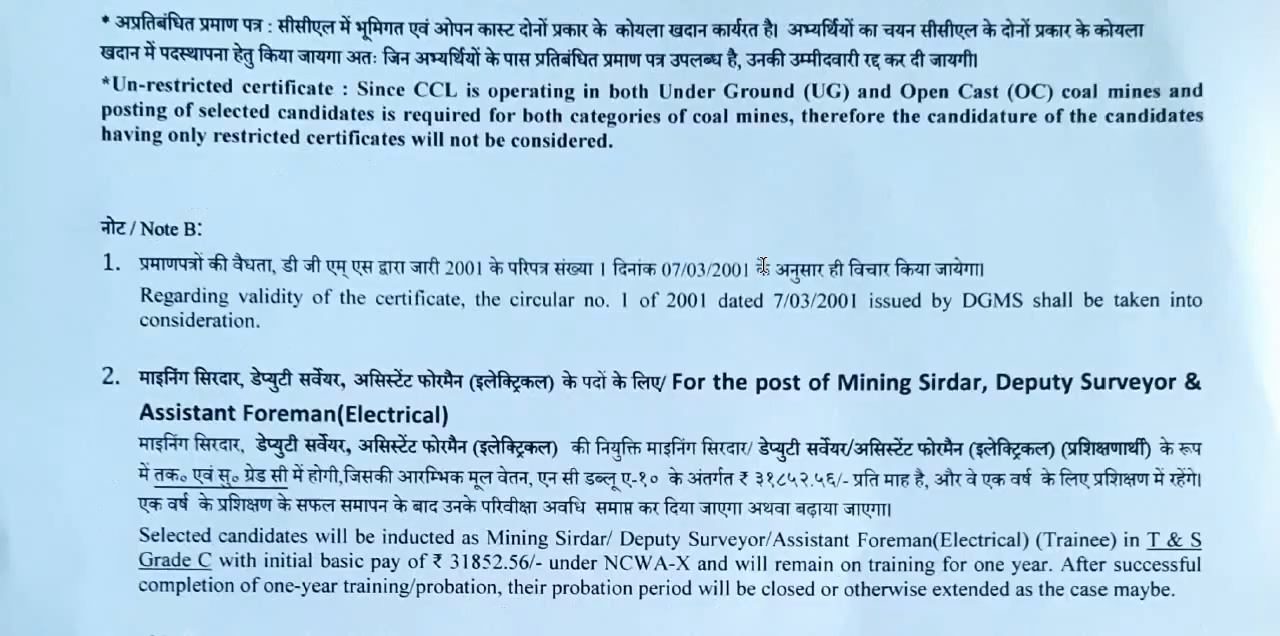 * अप्रतिबंधित प्रमाण पत्र : सीसीएल में भूमिगत एवं ओपन कास्ट दोनों प्रकार के कोयला खदान कार्यरत है। अभ्यर्थियों का चयन सीसीएल के दोनों प्रकार के कोयला
खदान में पदस्थापना हेतु किया जायगा अतः जिन अभ्यर्थियों के पास प्रतिबंधित प्रमाण पत्र उपलब्ध है, उनकी उम्मीदवारी रद्द कर दी जायगी।
*Un-restricted certificate : Since CCL is operating in both Under Ground (UG) and Open Cast (OC) coal mines and
posting of selected candidates is required for both categories of coal mines, therefore the candidature of the candidates
having only restricted certificates will not be considered.
नोट / Note B:
1. प्रमाणपत्रों की वैधता, डी जी एम् एस द्वारा जारी 2001 के परिपत्र संख्या 1 दिनांक 07/03/2001 के अनुसार ही विचार किया जायेगा।
Regarding validity of the certificate, the circular no. 1 of 2001 dated 7/03/2001 issued by DGMS shall be taken into
consideration.
2. माइनिंग सिरदार, डेप्युटी सर्वेयर, असिस्टेंट फोरमैन (इलेक्ट्रिकल) के पदों के लिए/ For the post of Mining Sirdar, Deputy Surveyor &
Assistant Foreman(Electrical)
माइनिंग सिरदार, डेप्युटी सर्वेयर, असिस्टेंट फोरमैन (इलेक्ट्रिकल) की नियुक्ति माइनिंग सिरदार/ डेप्युटी सर्वेयर/असिस्टेंट फोरमैन (इलेक्ट्रिकल) (प्रशिक्षणार्थी) के रूप
में तक० एवं सु० ग्रेड सी में होगी,जिसकी आरम्भिक मूल वेतन, एन सी डब्लू ए-१० के अंतर्गत ₹ ३१८५२.५६/- प्रति माह है, और वे एक वर्ष के लिए प्रशिक्षण में रहेंगे।
एक वर्ष के प्रशिक्षण के सफल समापन के बाद उनके परिवीक्षा अवधि समाप्त कर दिया जाएगा अथवा बढ़ाया जाएगा।
Selected candidates will be inducted as Mining Sirdar/ Deputy Surveyor/Assistant Foreman(Electrical) (Trainee) in T & S
Grade C with initial basic pay of ₹ 31852.56/- under NCWA-X and will remain on training for one year. After successful
completion of one-year training/probation, their probation period will be closed or otherwise extended as the case maybe.